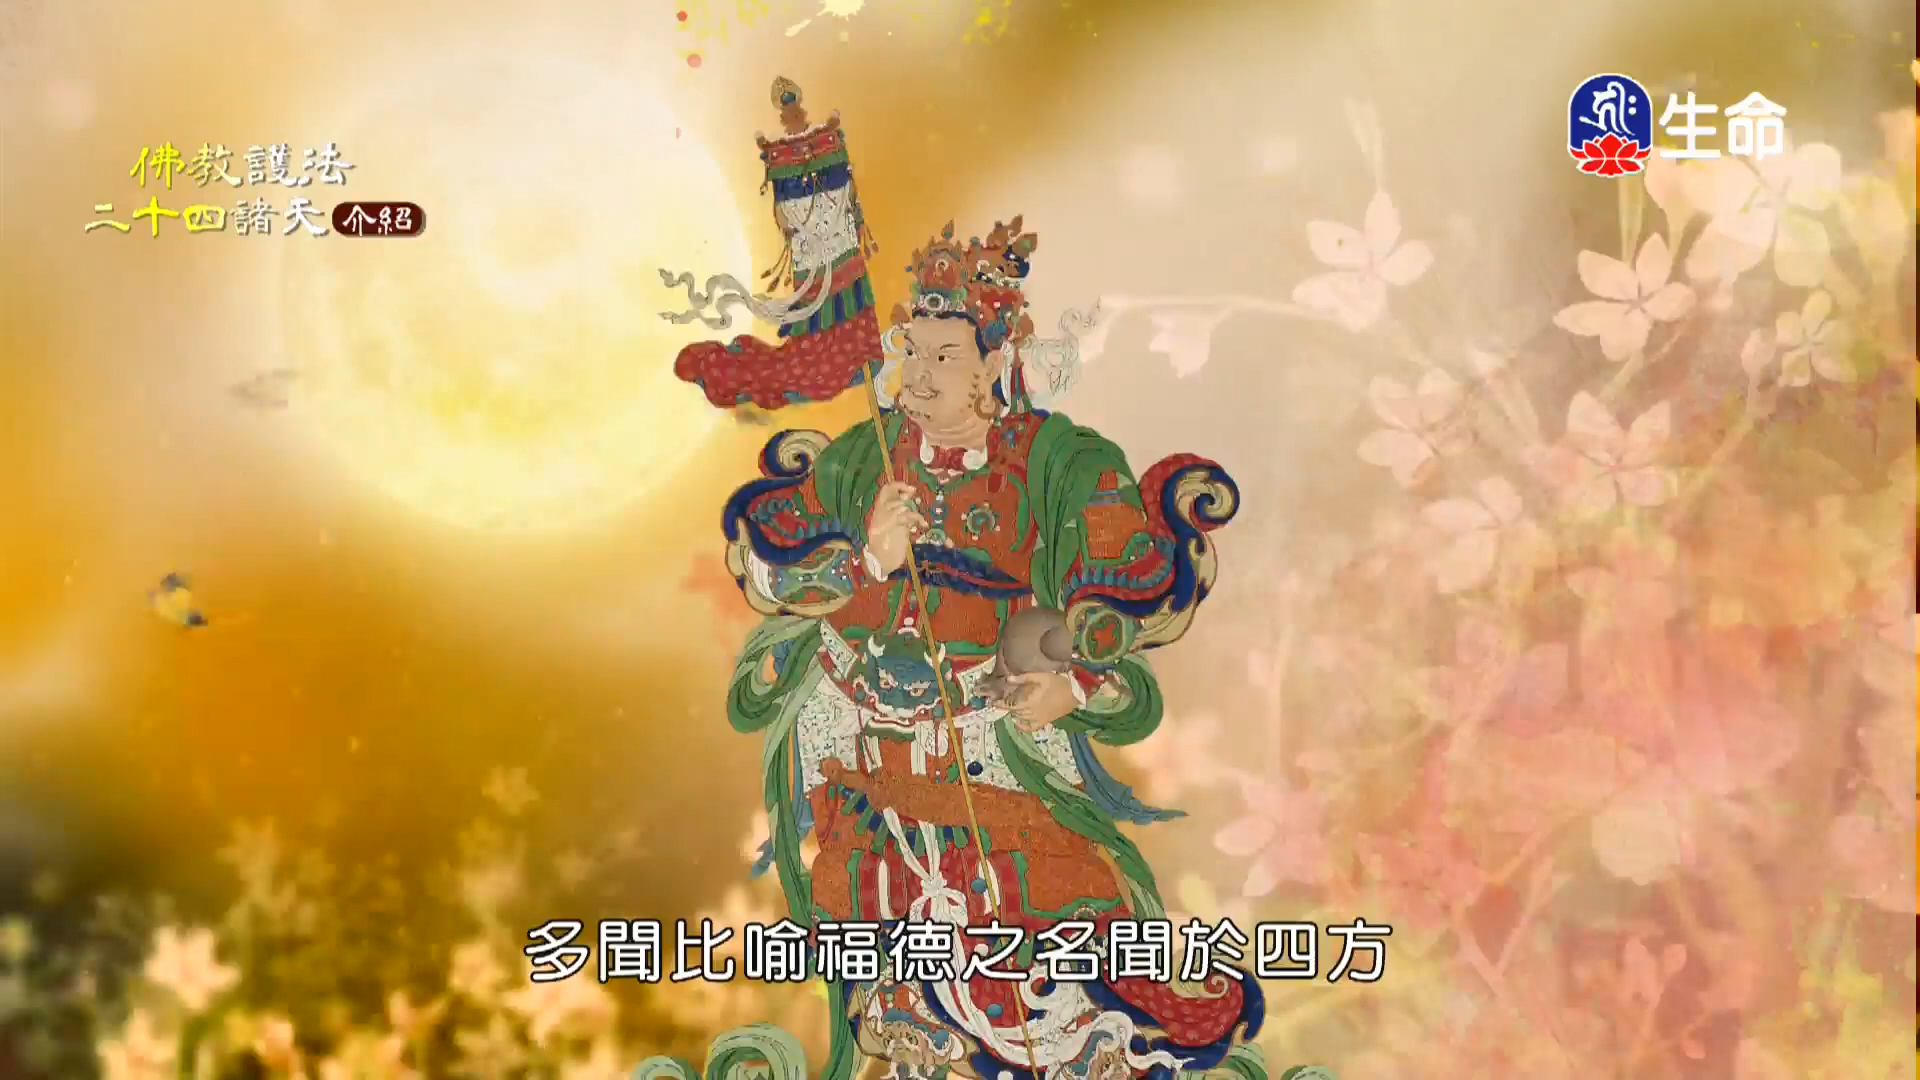 佛教護法
二十四諸天 介紹
生命
多聞比喻福德之名聞於四方